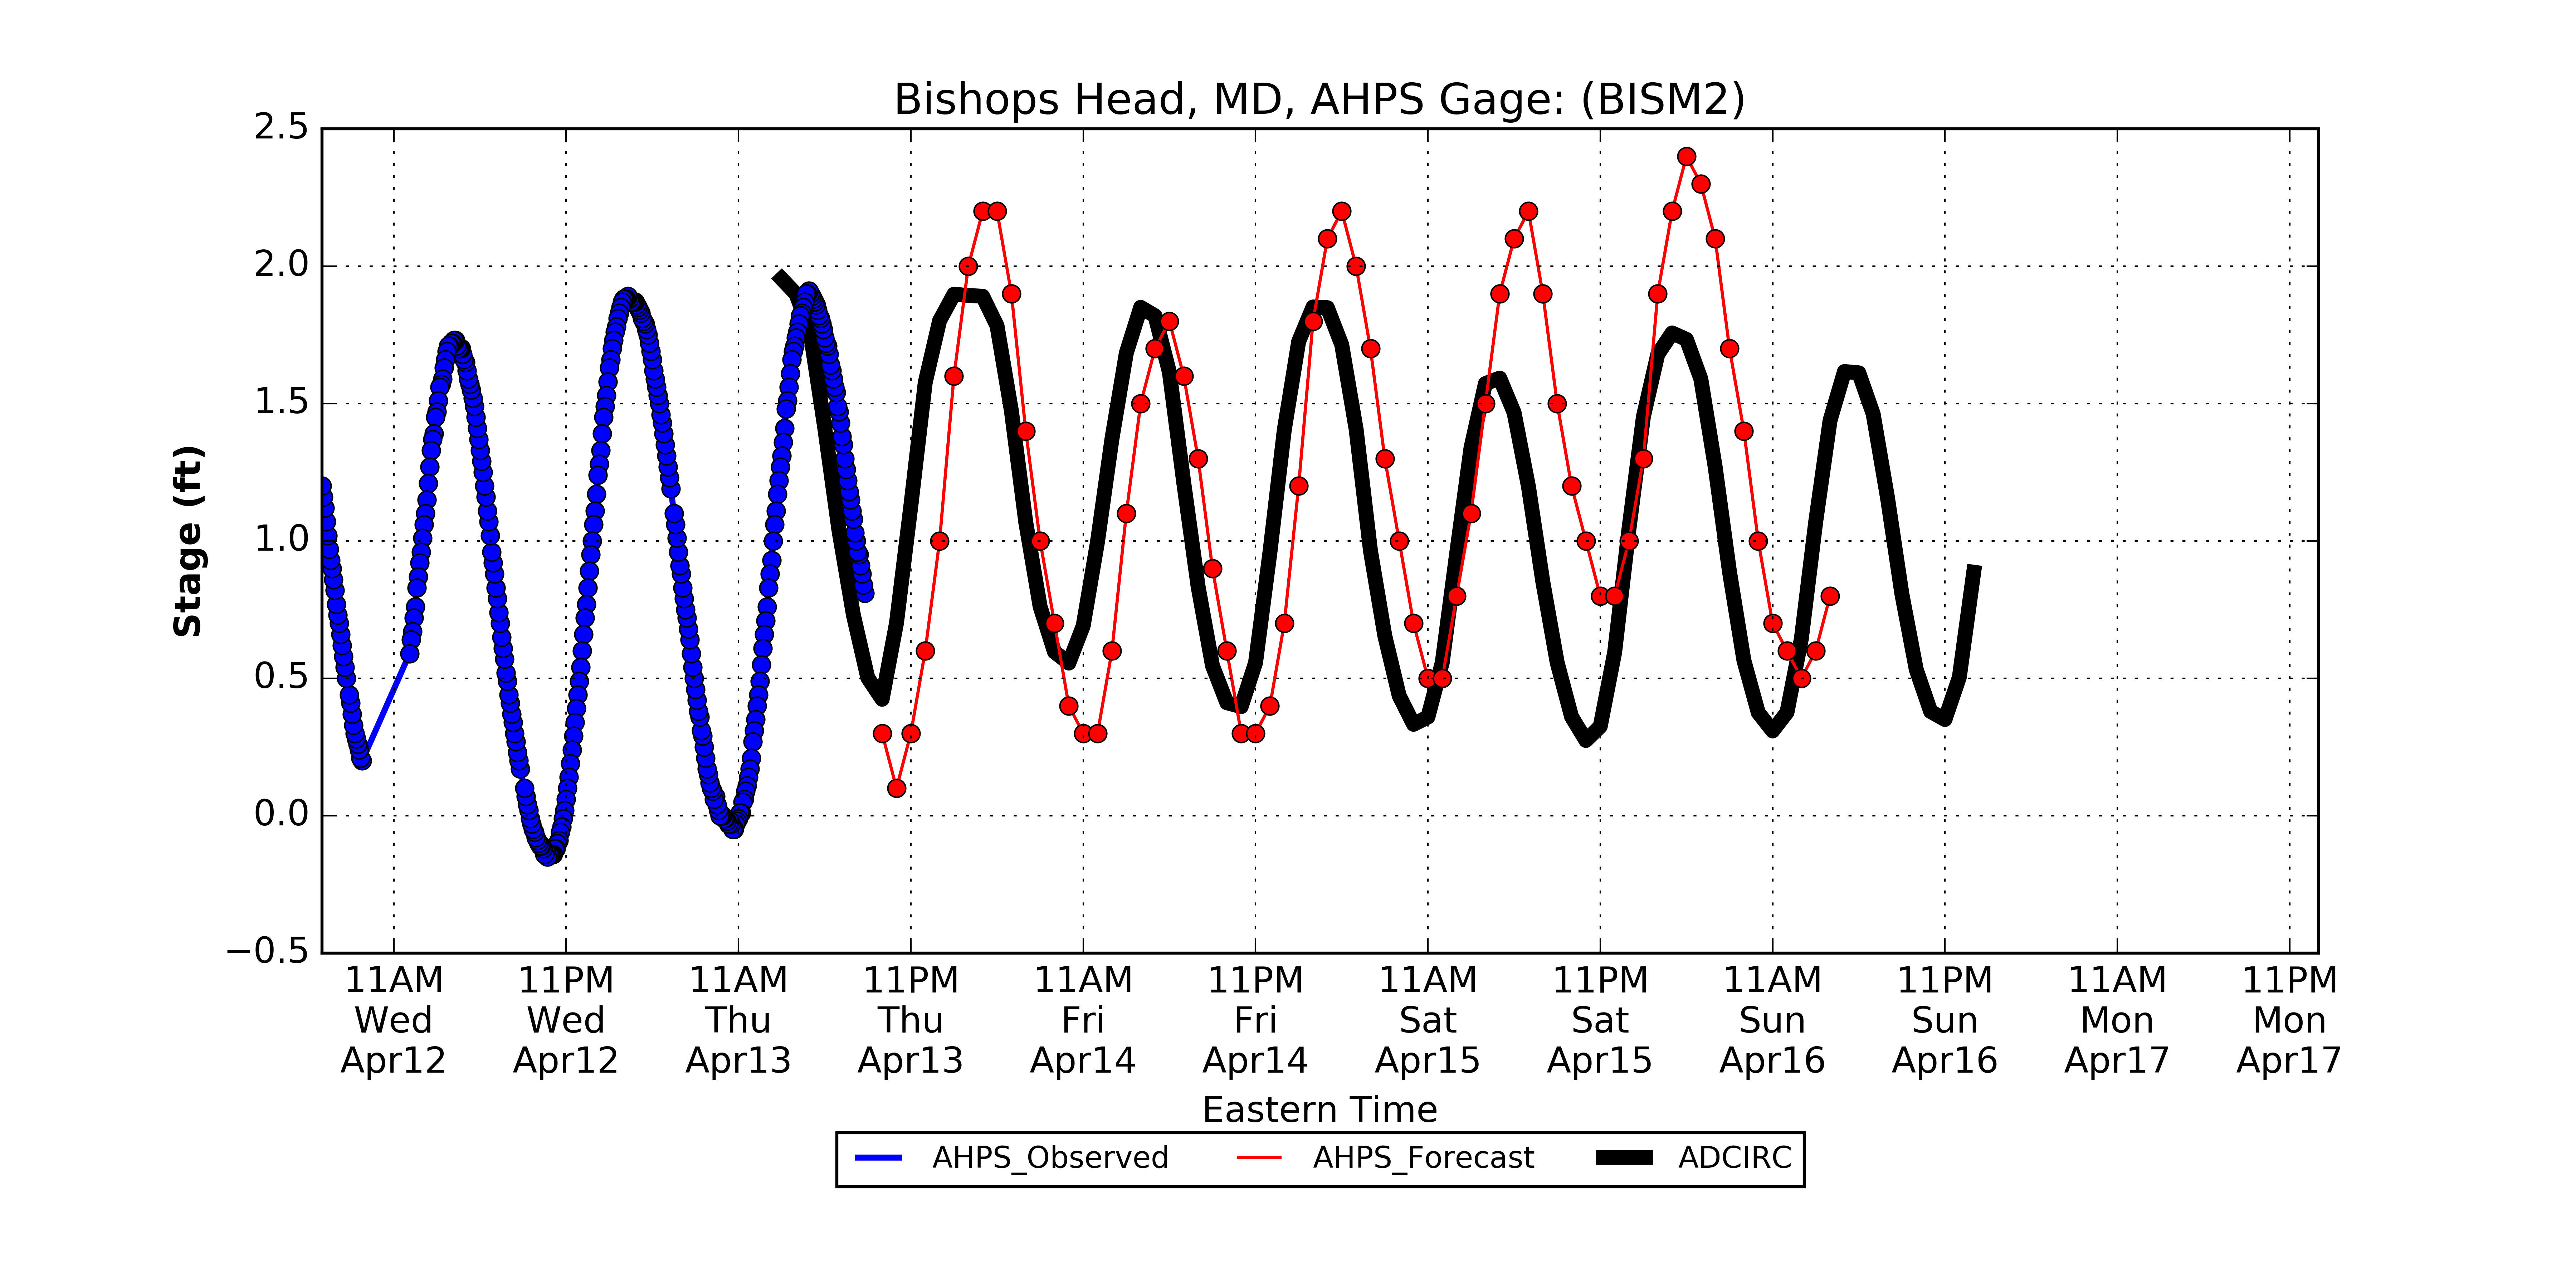 Bishops Head, MD, AHPS Gage: (BISM2)
2.5
2.0
1.5
1.0
0.5
0.0
−0.5
Stage (ft)
11AM 11PM 11AM 11PM 11AM 11PM 11AM 11PM 11AM 11PM 11AM 11PM
Wed Wed Thu Thu Fri Fri Sat Sat Sun Sun Mon Mon
Apr12 Apr12 Apr13 Apr13 Apr14 Apr14 Apr15 Apr15 Apr16 Apr16 Apr17 Apr17
Eastern Time
AHPS_Observed AHPS_Forecast ADCIRC